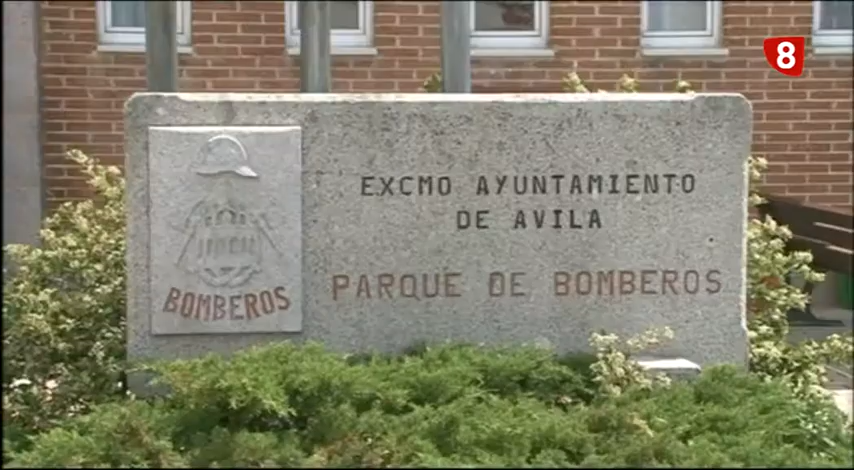 8
EXCMO AYUNTAMIENTO
DE AVILA
PARQUE DE BOMBEROS
BOMBEROS